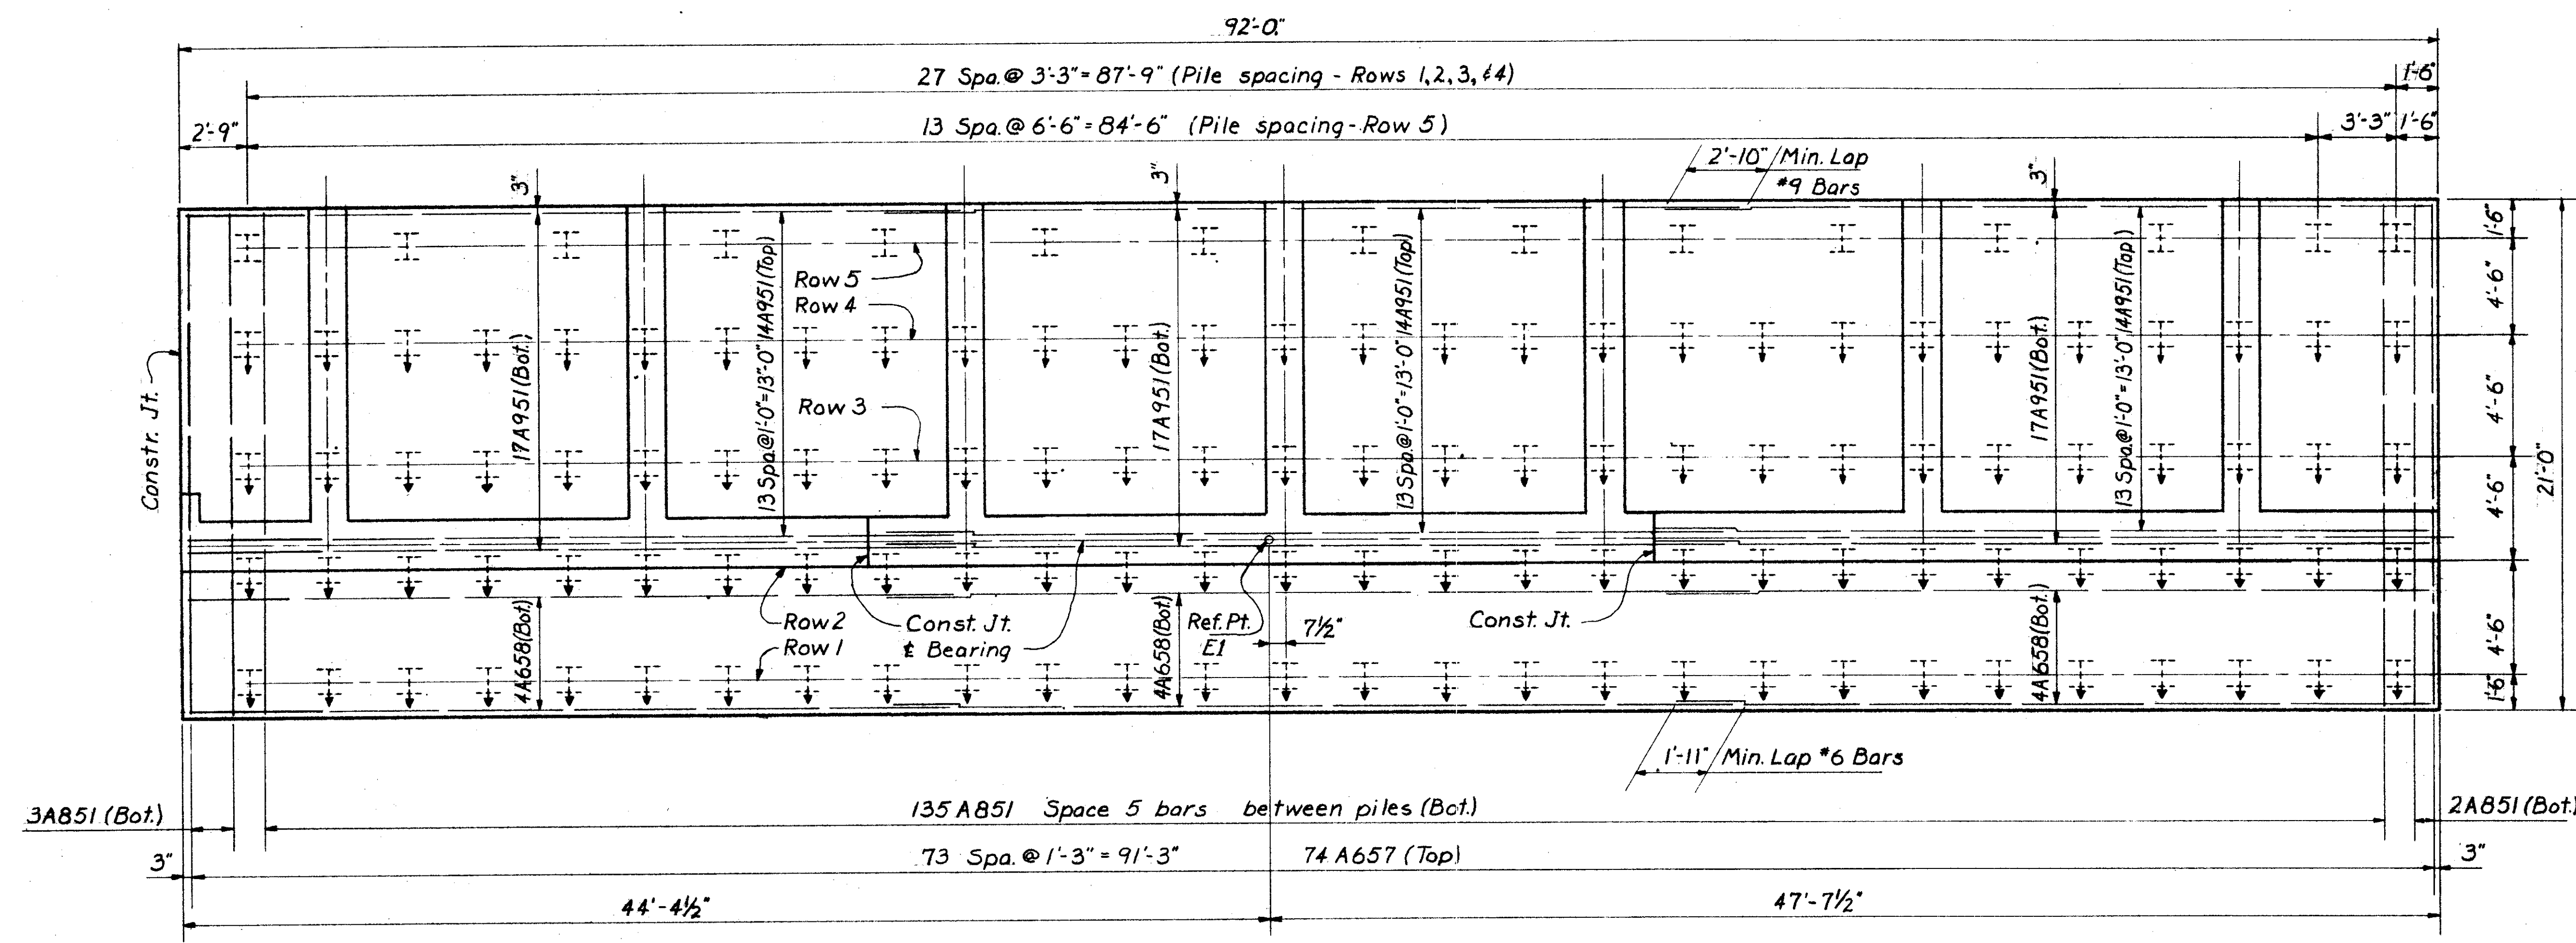 92'-0"
27 Spa. @ 3'-3" = 87'-9" (Pile spacing - Rows 1, 2, 3, & 4)
1'-6"
2'-9"
13 Spa. @ 6'-6" = 84'-6" (Pile spacing - Row 5)
3'-3"
1'-6"
2'-10" Min. Lap
#9 Bars
3"
3"
3"
1'-6"
4'-6"
4'-6"
4'-6"
4'-6"
1'-6"
21'-0"
Constr. Jt.
17A951 (Bot.)
13 Spa.@1'-0"=13"-0" 14A951 (Top)
Row 5
Row 4
Row 3
17A951 (Bot.)
13 Spa.@1'-0"=13'-0" 14A951 (Top)
17A951 (Bot.)
13 Spa.@1'-0"=13'-0" 14A951 (Top)
4A658 (Bot.)
Row 2
Row 1
Const. Jt.
℄ Bearing
4A658 (Bot.)
Ref. Pt.
E1
7½"
Const. Jt.
4A658 (Bot.)
1'-11" Min. Lap #6 Bars
3A851 (Bot.)
135 A851 Space 5 bars between piles (Bot.)
2A851 (Bot.)
3"
73 Spa. @ 1'-3" = 91'-3" 74 A657 (Top)
3"
44'-4½"
47'-7½"